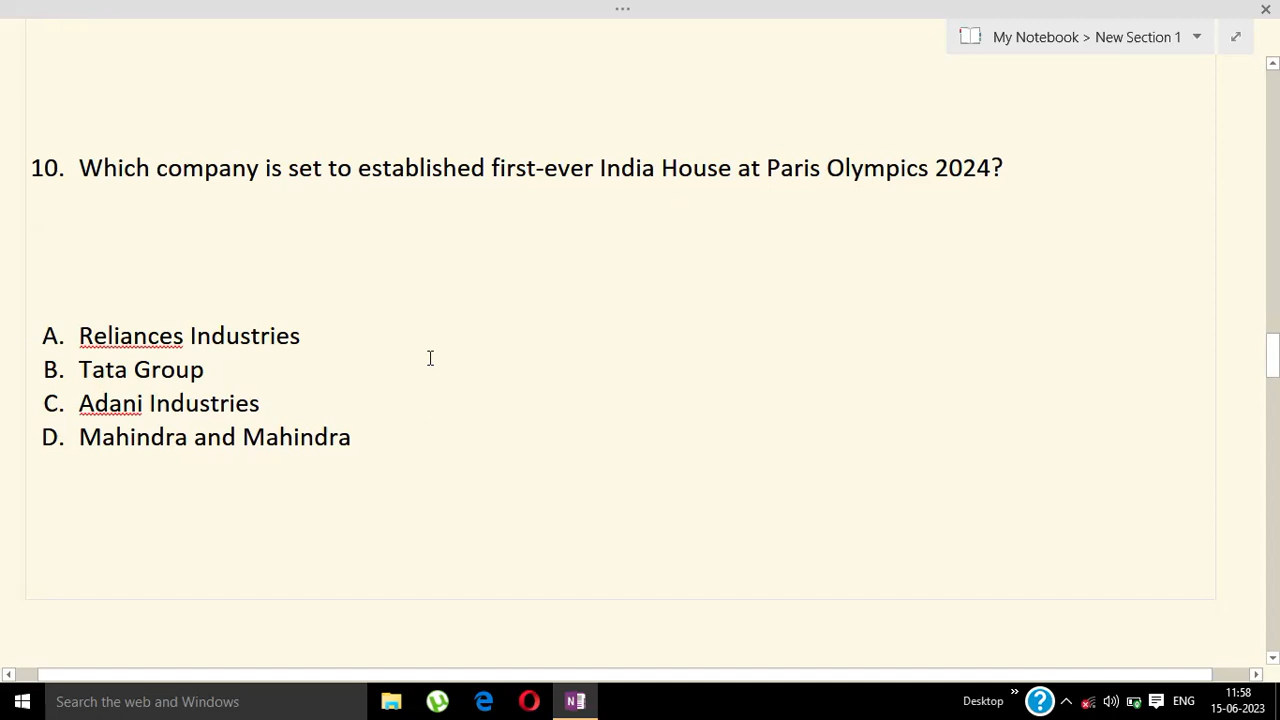 My Notebook > New Section 1
10. Which company is set to established first-ever India House at Paris Olympics 2024?
A. Reliances Industries
B. Tata Group
C. Adani Industries
D. Mahindra and Mahindra
Search the web and Windows
Desktop
ENG
11:58
15-06-2023